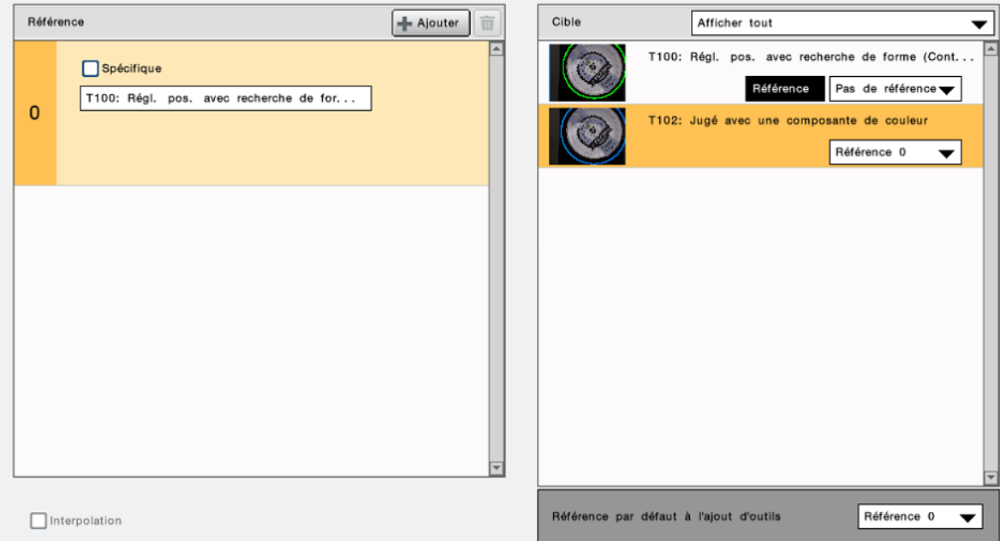 Référence
Ajouter
0
Spécifique
T100: Régl. pos. avec recherche de for...
Interpolation
Cible
Afficher tout
T100: Régl. pos. avec recherche de forme (Cont...
Référence
Pas de référence
T102: Jugé avec une composante de couleur
Référence 0
Référence par défaut à l'ajout d'outils
Référence 0